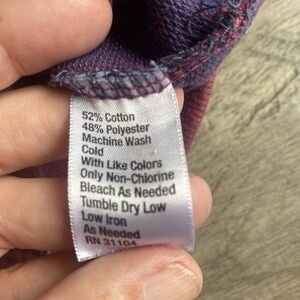 52% Cotton
48% Polyester
Machine Wash
Cold
With Like Colors
Only Non-Chlorine
Bleach As Needed
Tumble Dry Low
Low Iron
As Needed
RN 31104